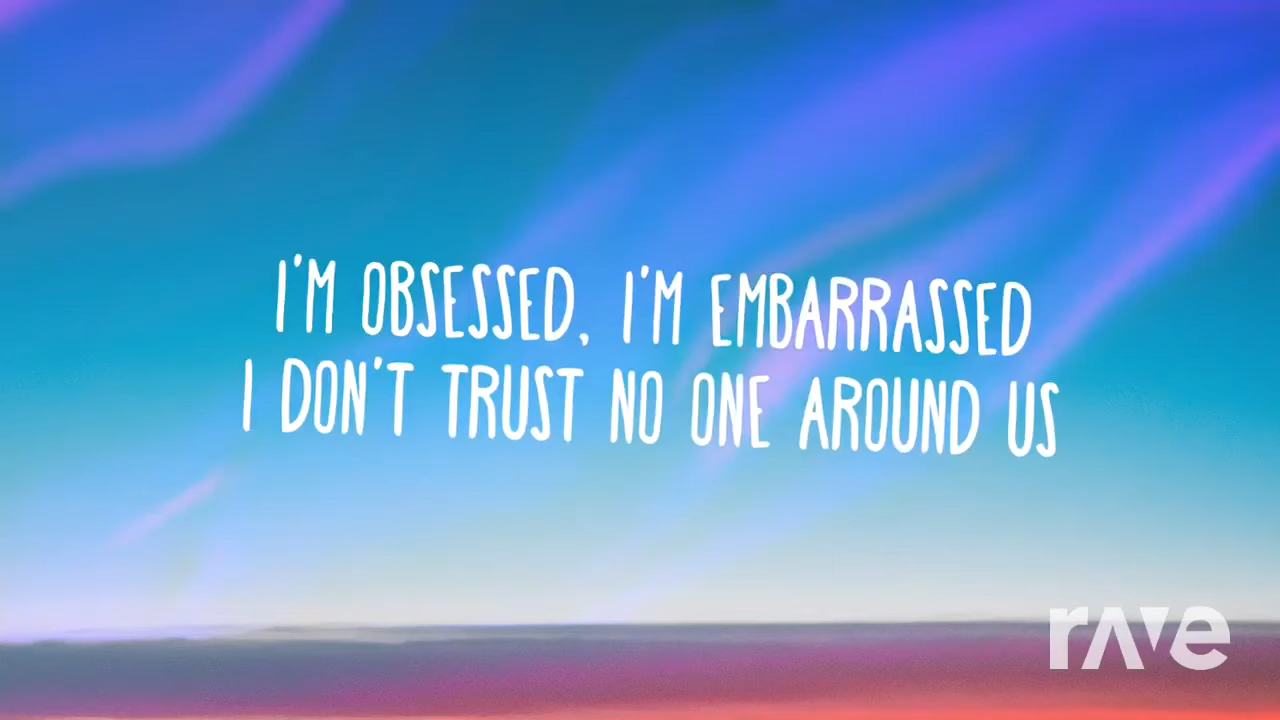 I'M OBSESSED, I'M EMBARRASSED
I DON'T TRUST NO ONE AROUND US
rave